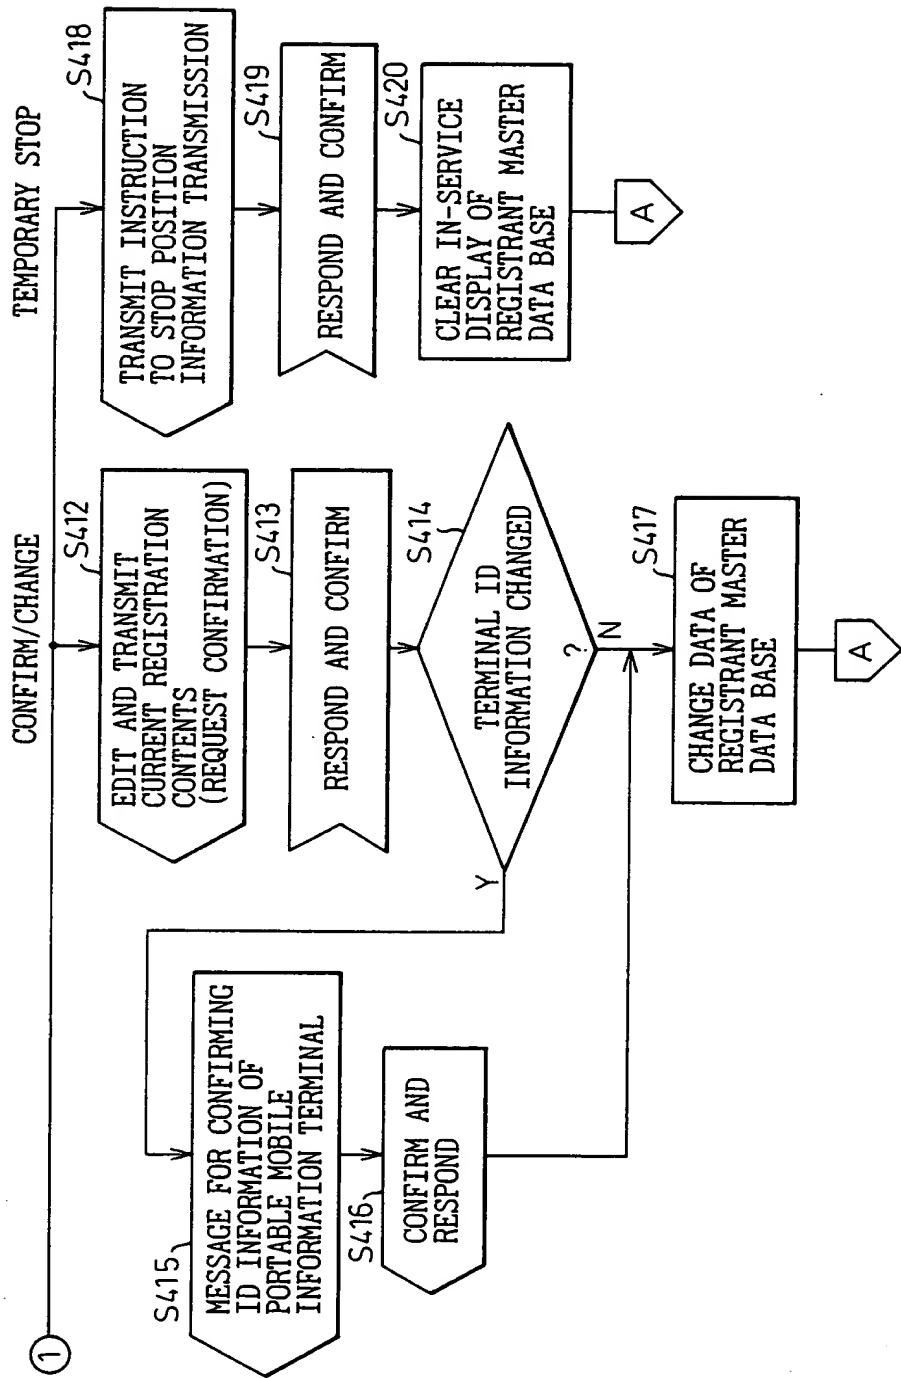 1
CONFIRM/CHANGE
TEMPORARY STOP
S412
EDIT AND TRANSMIT
CURRENT REGISTRATION
CONTENTS
(REQUEST CONFIRMATION)
S413
RESPOND AND CONFIRM
S414
TERMINAL ID
INFORMATION CHANGED
?
Y
N
S415
MESSAGE FOR CONFIRMING
ID INFORMATION OF
PORTABLE MOBILE
INFORMATION TERMINAL
S416
CONFIRM AND
RESPOND
S417
CHANGE DATA OF
REGISTRANT MASTER
DATA BASE
A
S418
TRANSMIT INSTRUCTION
TO STOP POSITION
INFORMATION TRANSMISSION
S419
RESPOND AND CONFIRM
S420
CLEAR IN-SERVICE
DISPLAY OF
REGISTRANT MASTER
DATA BASE
A